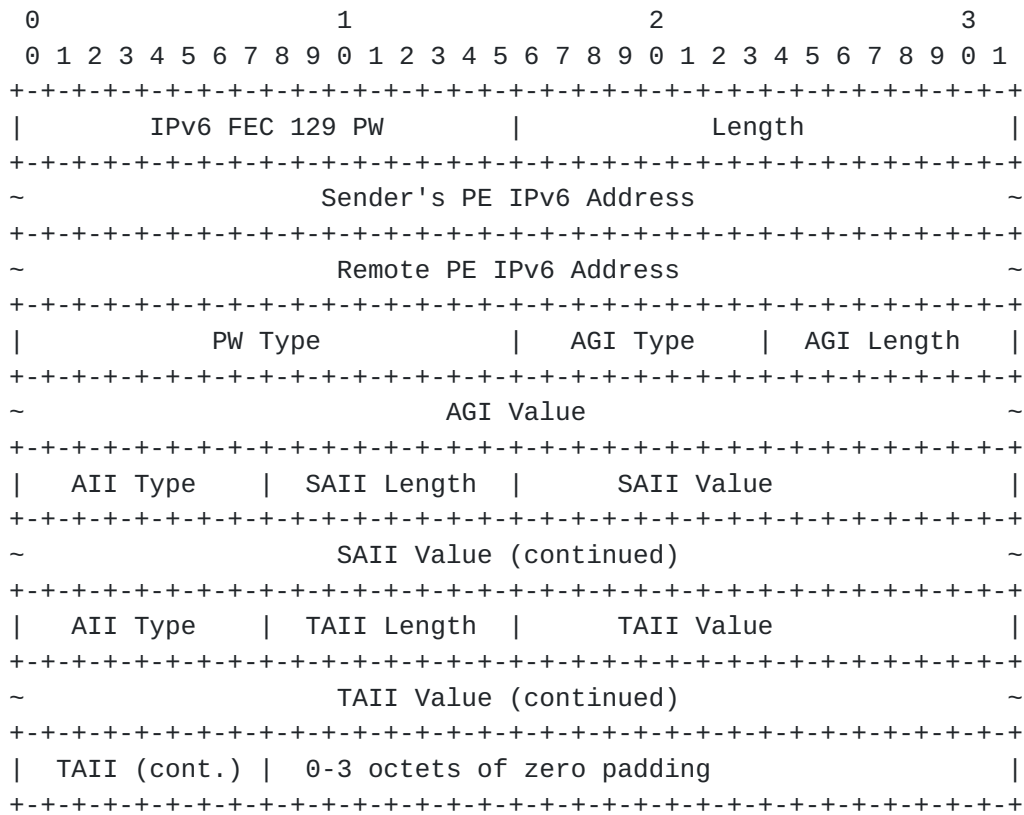 0                   1                   2                   3
 0 1 2 3 4 5 6 7 8 9 0 1 2 3 4 5 6 7 8 9 0 1 2 3 4 5 6 7 8 9 0 1
+-+-+-+-+-+-+-+-+-+-+-+-+-+-+-+-+-+-+-+-+-+-+-+-+-+-+-+-+-+-+-+-+
|        IPv6 FEC 129 PW        |            Length             |
+-+-+-+-+-+-+-+-+-+-+-+-+-+-+-+-+-+-+-+-+-+-+-+-+-+-+-+-+-+-+-+-+
~                   Sender's PE IPv6 Address                    ~
+-+-+-+-+-+-+-+-+-+-+-+-+-+-+-+-+-+-+-+-+-+-+-+-+-+-+-+-+-+-+-+-+
~                    Remote PE IPv6 Address                     ~
+-+-+-+-+-+-+-+-+-+-+-+-+-+-+-+-+-+-+-+-+-+-+-+-+-+-+-+-+-+-+-+-+
|            PW Type            |   AGI Type    |  AGI Length   |
+-+-+-+-+-+-+-+-+-+-+-+-+-+-+-+-+-+-+-+-+-+-+-+-+-+-+-+-+-+-+-+-+
~                           AGI Value                           ~
+-+-+-+-+-+-+-+-+-+-+-+-+-+-+-+-+-+-+-+-+-+-+-+-+-+-+-+-+-+-+-+-+
|   AII Type    |  SAII Length  |      SAII Value               |
+-+-+-+-+-+-+-+-+-+-+-+-+-+-+-+-+-+-+-+-+-+-+-+-+-+-+-+-+-+-+-+-+
~                    SAII Value (continued)                     ~
+-+-+-+-+-+-+-+-+-+-+-+-+-+-+-+-+-+-+-+-+-+-+-+-+-+-+-+-+-+-+-+-+
|   AII Type    |  TAII Length  |      TAII Value               |
+-+-+-+-+-+-+-+-+-+-+-+-+-+-+-+-+-+-+-+-+-+-+-+-+-+-+-+-+-+-+-+-+
~                    TAII Value (continued)                     ~
+-+-+-+-+-+-+-+-+-+-+-+-+-+-+-+-+-+-+-+-+-+-+-+-+-+-+-+-+-+-+-+-+
|  TAII (cont.) |  0-3 octets of zero padding                   |
+-+-+-+-+-+-+-+-+-+-+-+-+-+-+-+-+-+-+-+-+-+-+-+-+-+-+-+-+-+-+-+-+